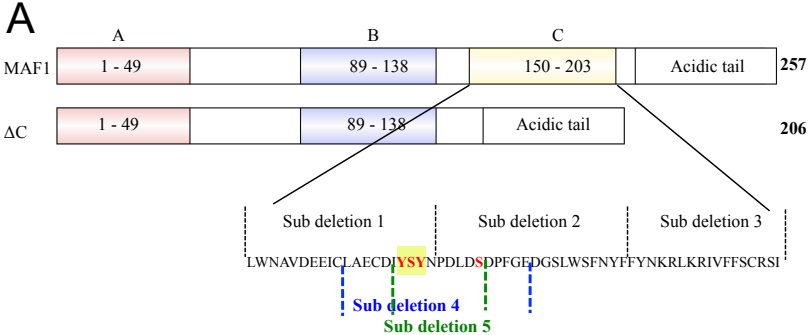 A
A B C
MAF1 1 - 49 89 - 138 150 - 203 Acidic tail 257
ΔC 1 - 49 89 - 138 Acidic tail 206
Sub deletion 1 Sub deletion 2 Sub deletion 3
LWNAVDEEICLAECDIYSYNPDLDSDPFGEDGSLWSFNYFFYNKRLKRIVFFSCRSI
Sub deletion 4
Sub deletion 5